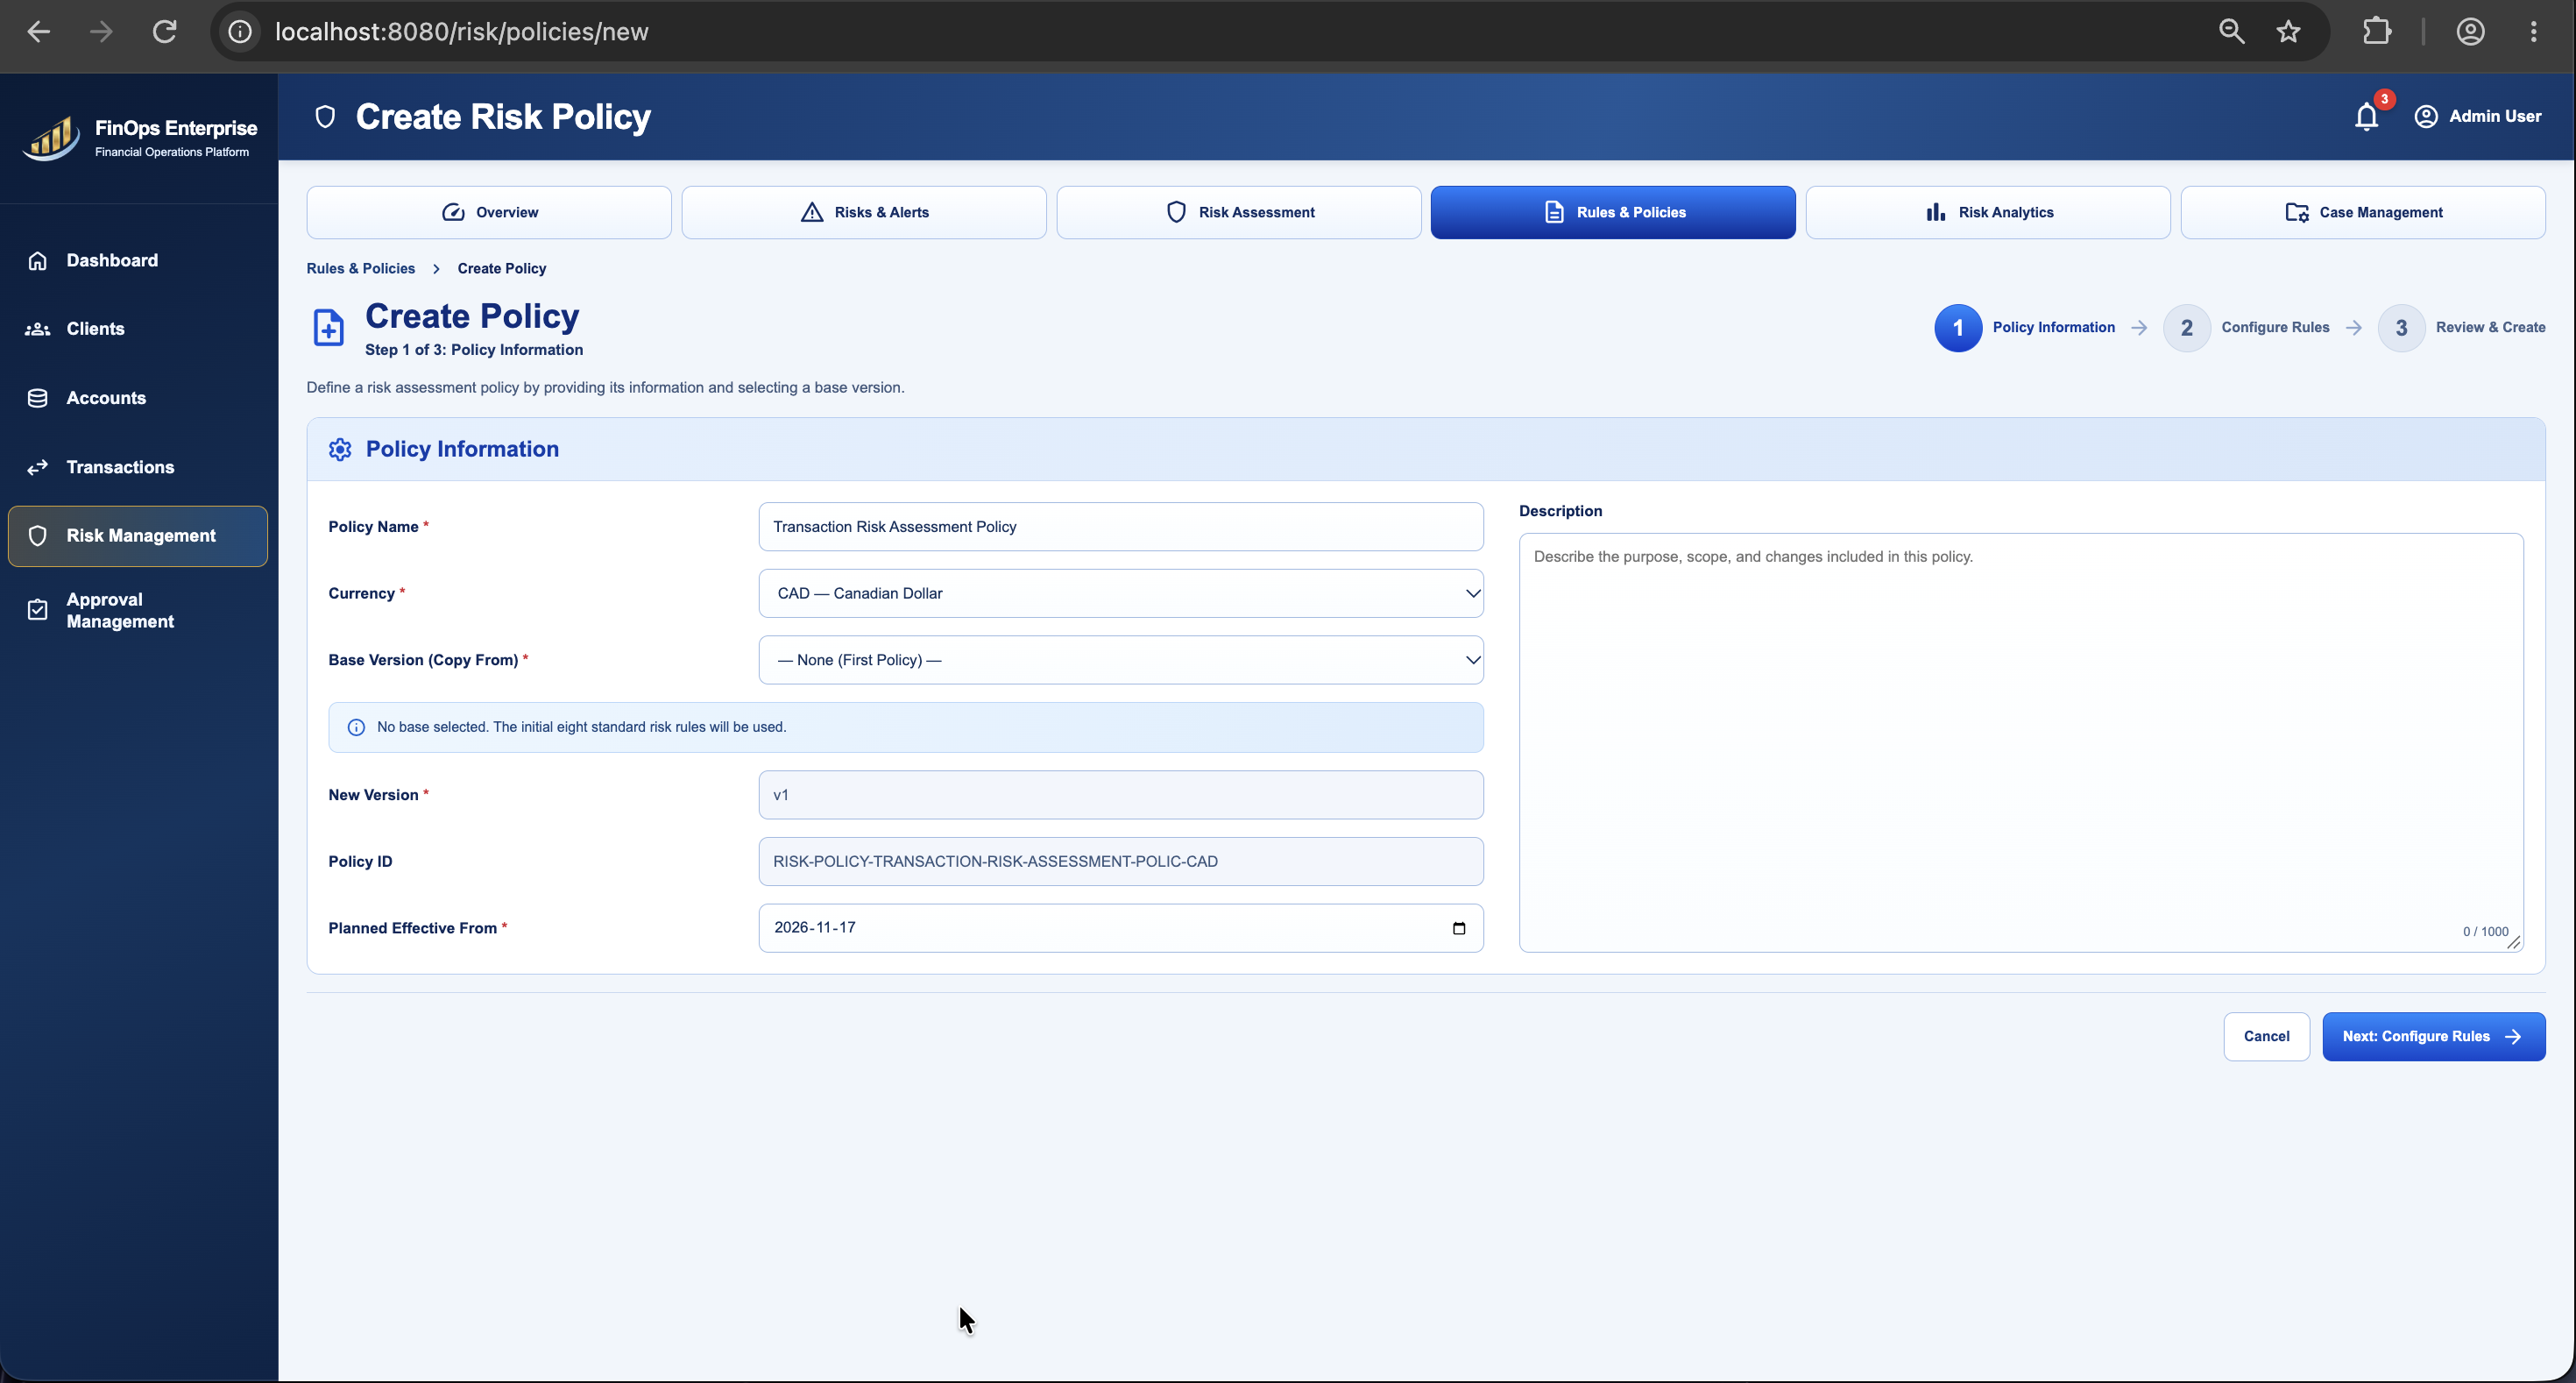 localhost:8080/risk/policies/new
FinOps Enterprise
Financial Operations Platform
Dashboard
Clients
Accounts
Transactions
Risk Management
Approval
Management
Create Risk Policy
3
Admin User
Overview
Risks & Alerts
Risk Assessment
Rules & Policies
Risk Analytics
Case Management
Rules & Policies > Create Policy
Create Policy
Step 1 of 3: Policy Information
1 Policy Information → 2 Configure Rules → 3 Review & Create
Define a risk assessment policy by providing its information and selecting a base version.
Policy Information
Policy Name *
Transaction Risk Assessment Policy
Currency *
CAD — Canadian Dollar
Base Version (Copy From) *
— None (First Policy) —
No base selected. The initial eight standard risk rules will be used.
New Version *
v1
Policy ID
RISK-POLICY-TRANSACTION-RISK-ASSESSMENT-POLIC-CAD
Planned Effective From *
2026-11-17
Description
Describe the purpose, scope, and changes included in this policy.
0 / 1000
Cancel
Next: Configure Rules →